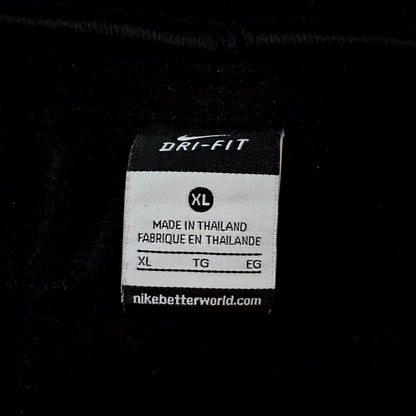 DRI-FIT
XL
MADE IN THAILAND
FABRIQUE EN THAILANDE
XL TG EG
nikebetterworld.com